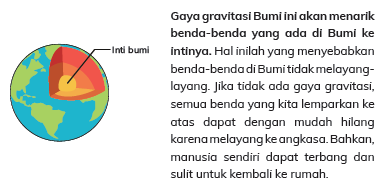 Gaya gravitasi Bumi ini akan menarik
benda-benda yang ada di Bumi ke
intinya. Hal inilah yang menyebabkan
benda-benda di Bumi tidak melayang-
layang. Jika tidak ada gaya gravitasi,
semua benda yang kita lemparkan ke
atas dapat dengan mudah hilang
karena melayang ke angkasa. Bahkan,
manusia sendiri dapat terbang dan
sulit untuk kembali ke rumah.
Inti bumi